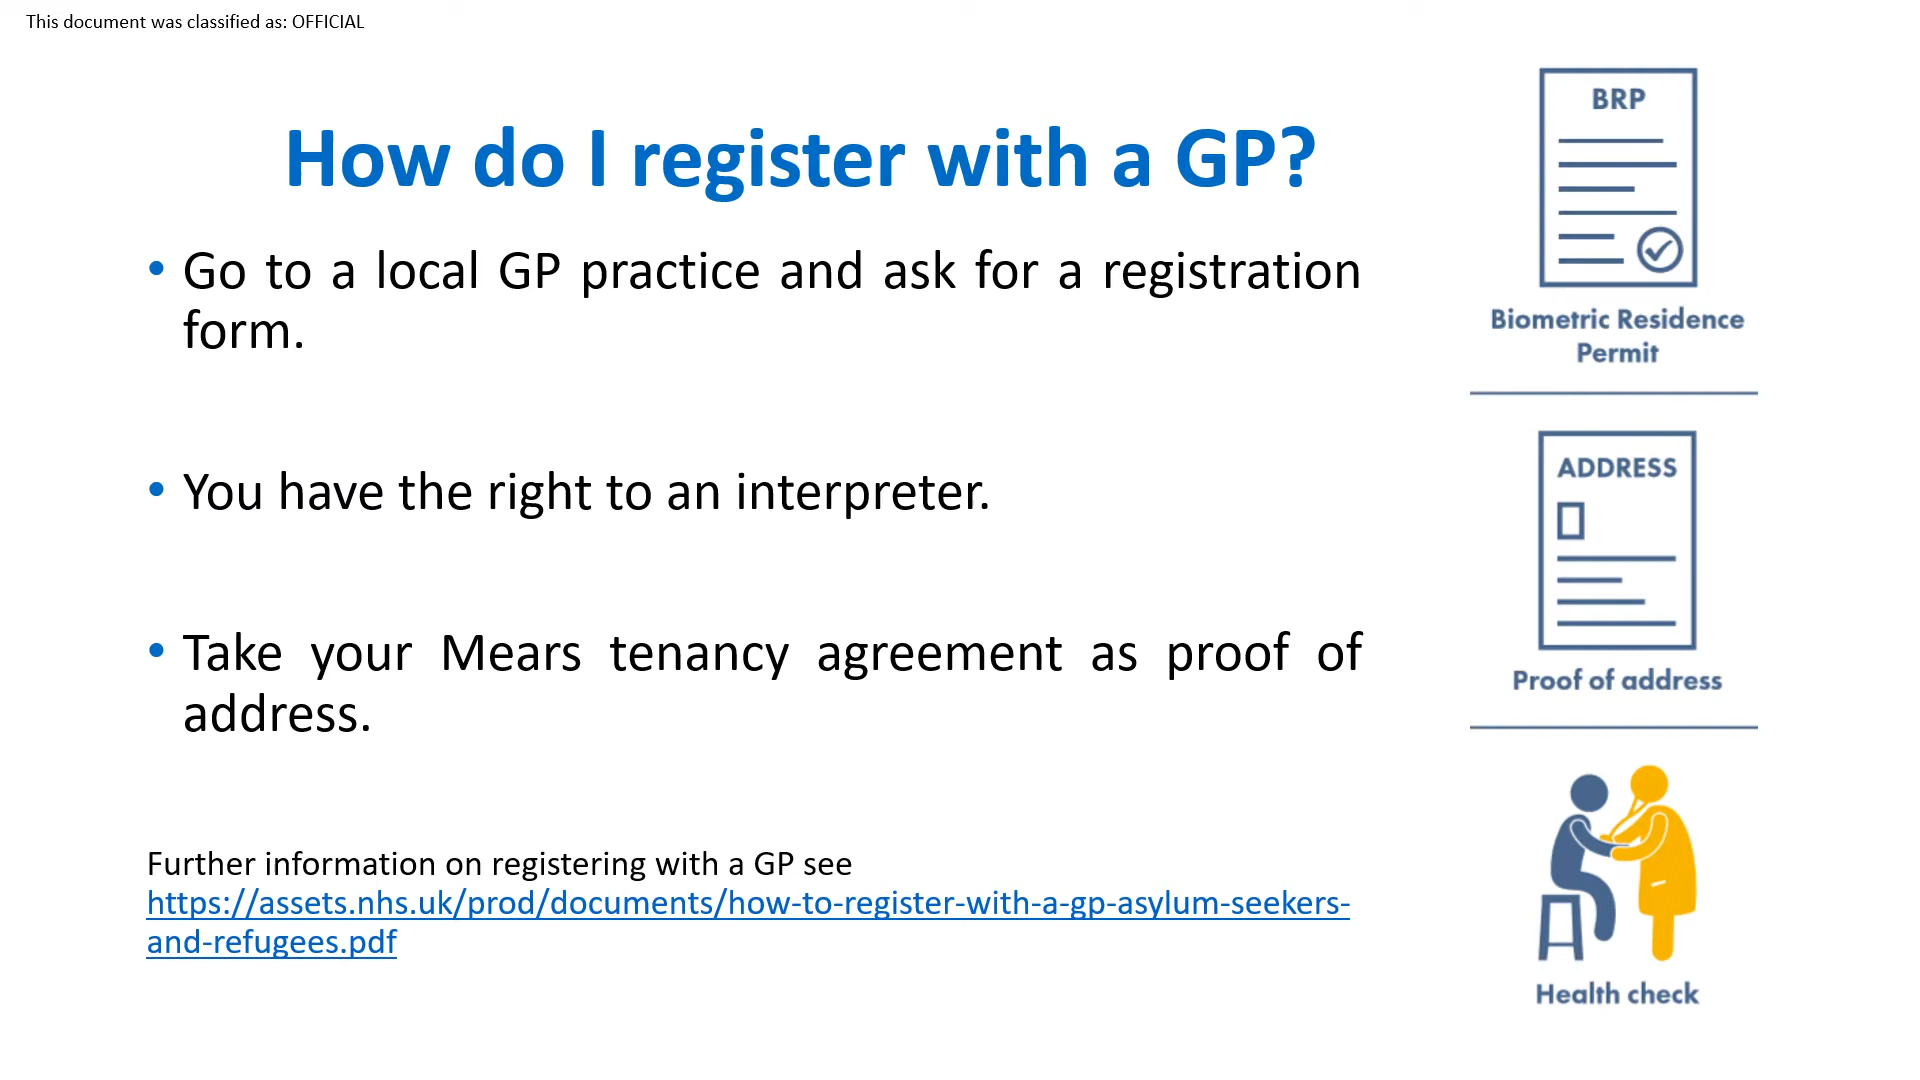 This document was classified as: OFFICIAL
How do I register with a GP?
• Go to a local GP practice and ask for a registration
form.
• You have the right to an interpreter.
• Take your Mears tenancy agreement as proof of
address.
Further information on registering with a GP see
https://assets.nhs.uk/prod/documents/how-to-register-with-a-gp-asylum-seekers-
and-refugees.pdf
BRP
Biometric Residence
Permit
ADDRESS
Proof of address
Health check